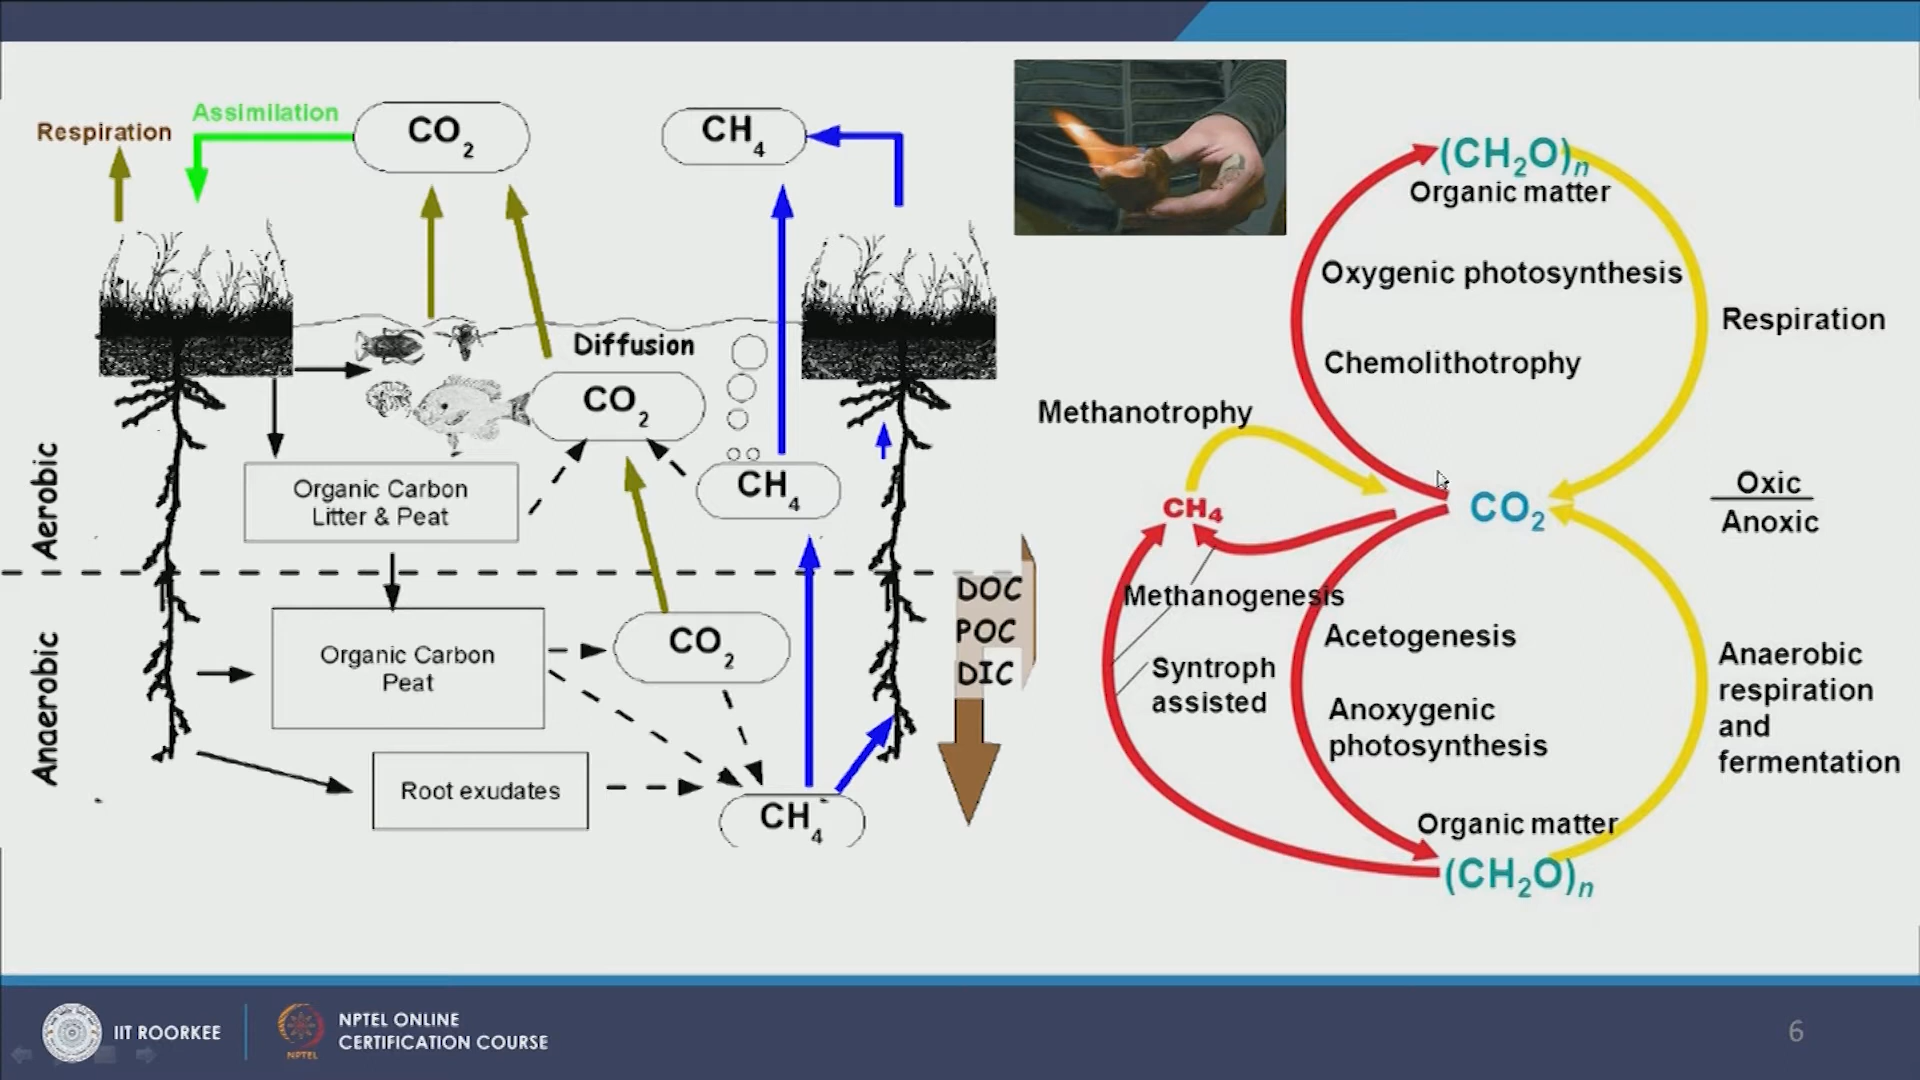 Assimilation
Respiration
CO2
CH4
Diffusion
CO2
CH4
Aerobic
Organic Carbon
Litter & Peat
Anaerobic
Organic Carbon
Peat
CO2
Root exudates
CH4
DOC
POC
DIC
(CH2O)n
Organic matter
Oxygenic photosynthesis
Respiration
Chemolithotrophy
Methanotrophy
CH4
CO2
Oxic
Anoxic
Methanogenesis
Acetogenesis
Syntroph
assisted
Anoxygenic
photosynthesis
Anaerobic
respiration
and
fermentation
Organic matter
(CH2O)n
IIT ROORKEE
NPTEL
NPTEL ONLINE
CERTIFICATION COURSE
6